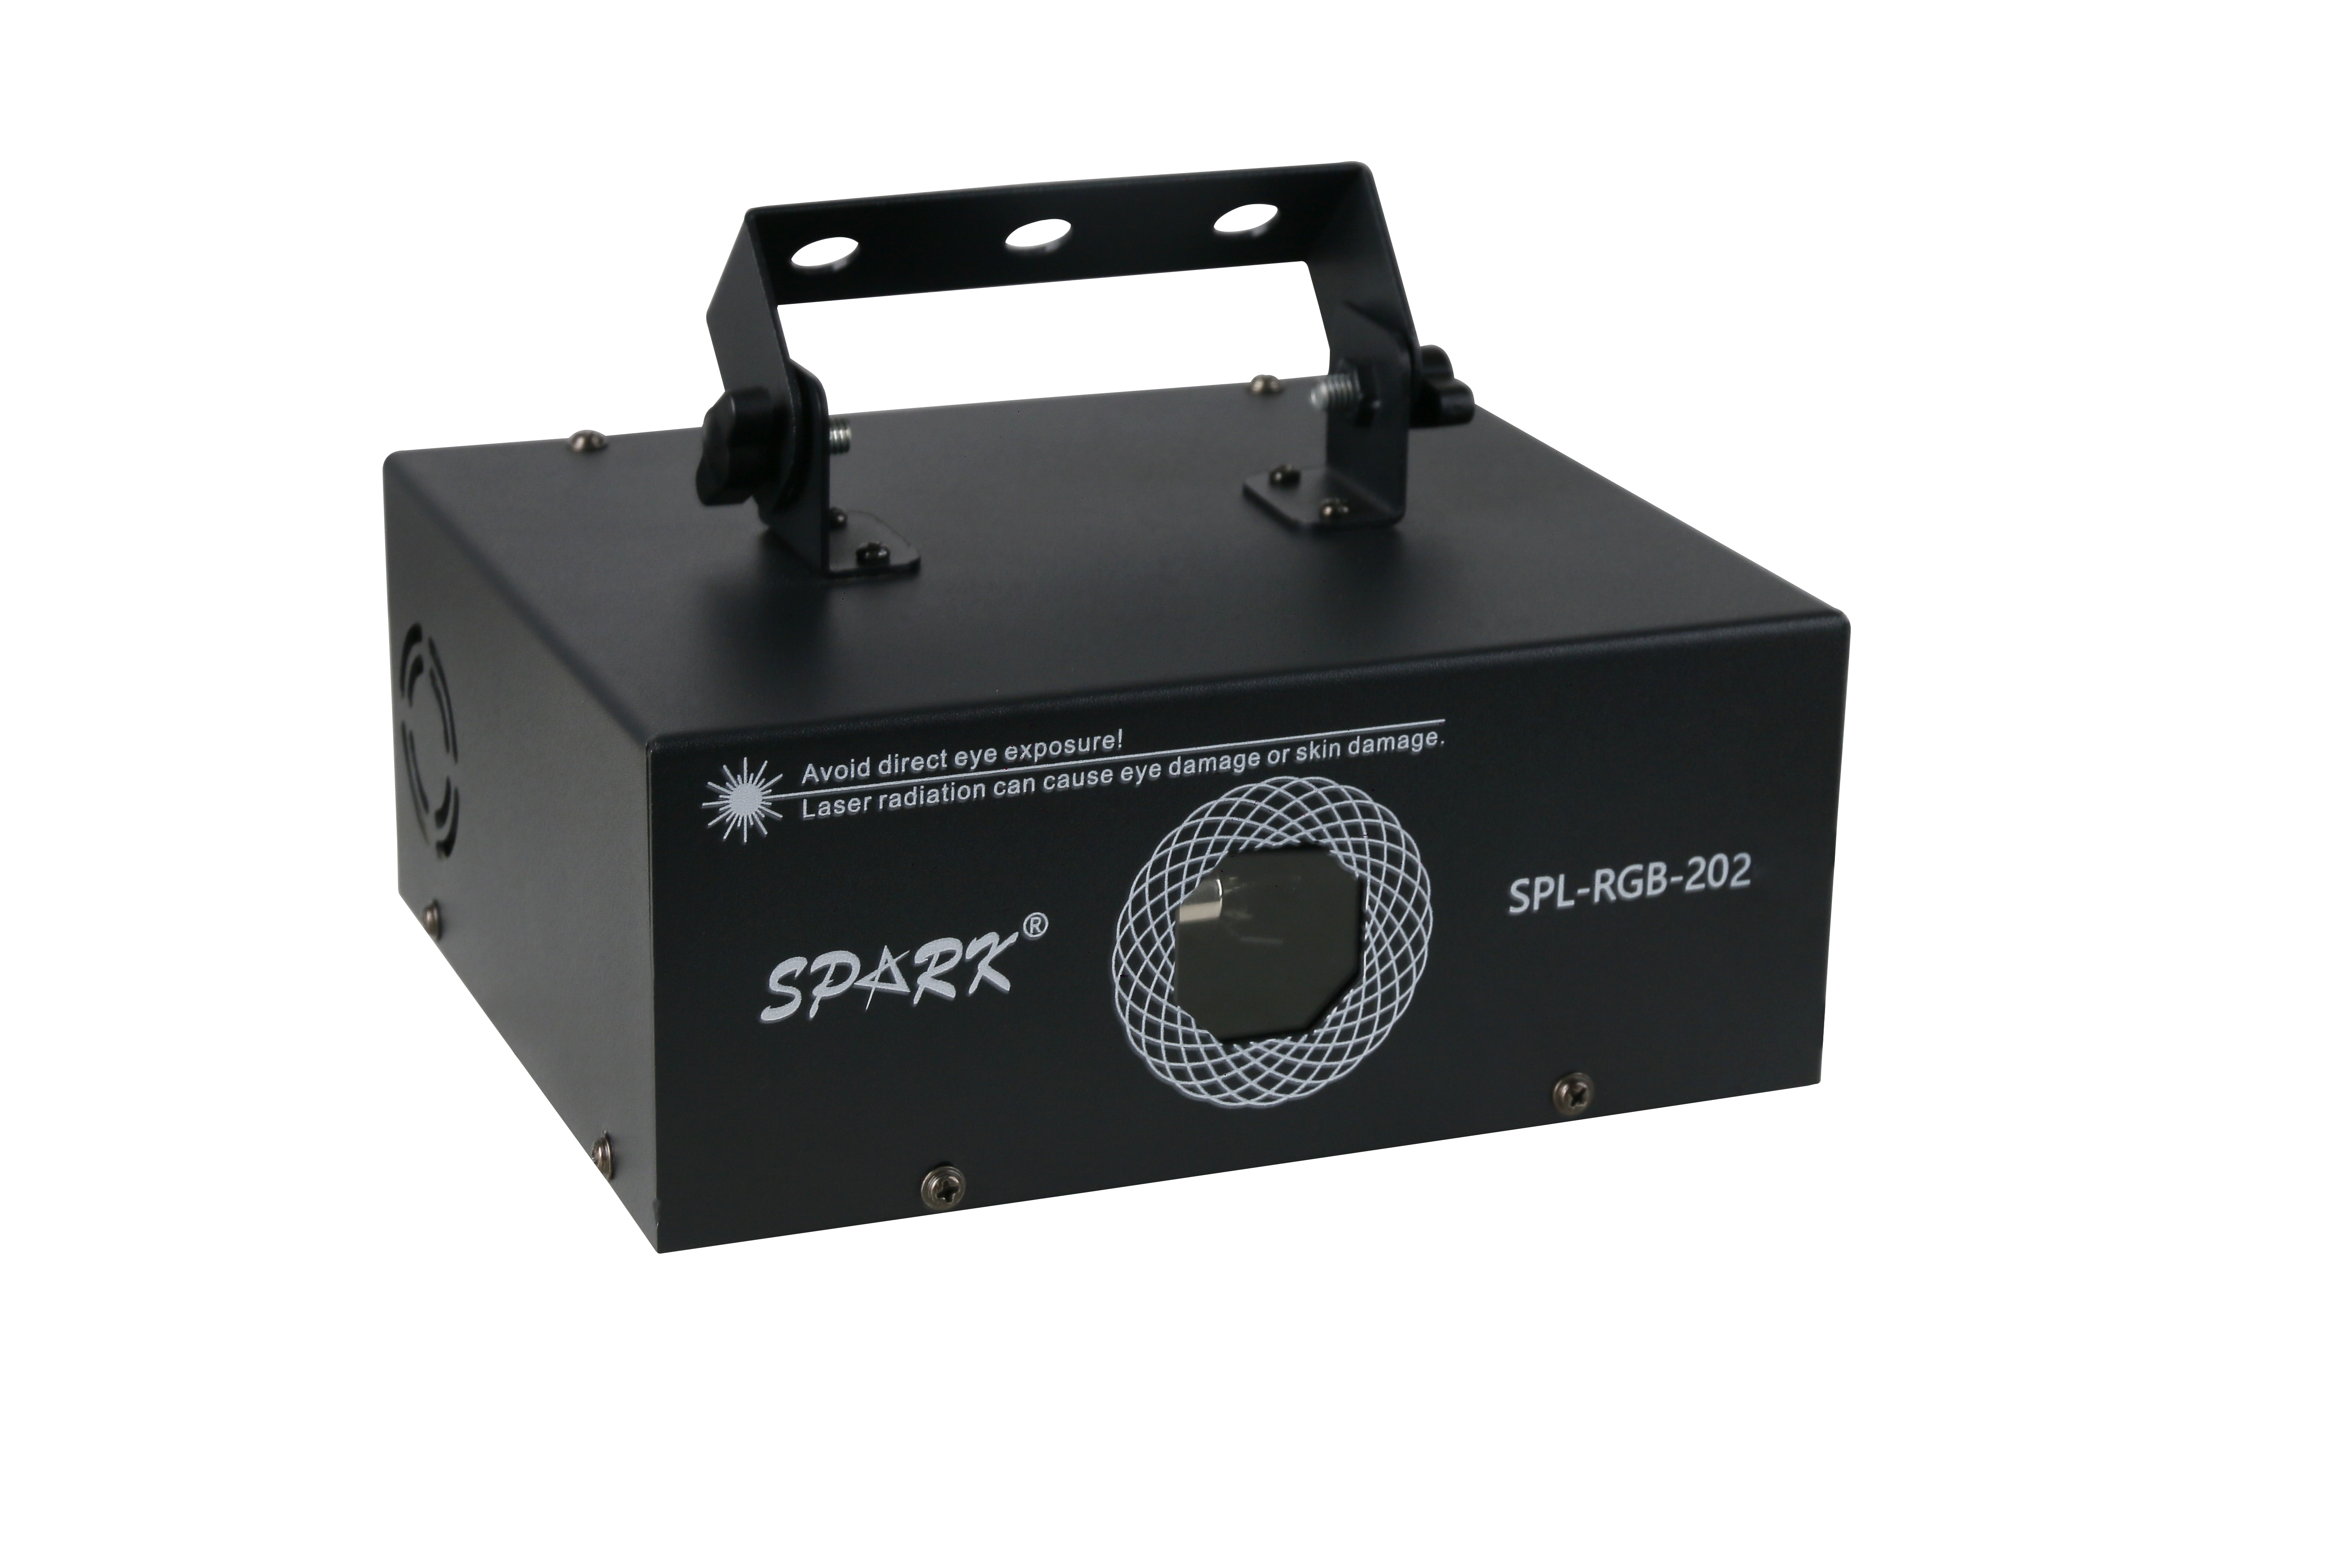 Avoid direct eye exposure!
Laser radiation can cause eye damage or skin damage.
SPARK®
SPL-RGB-202